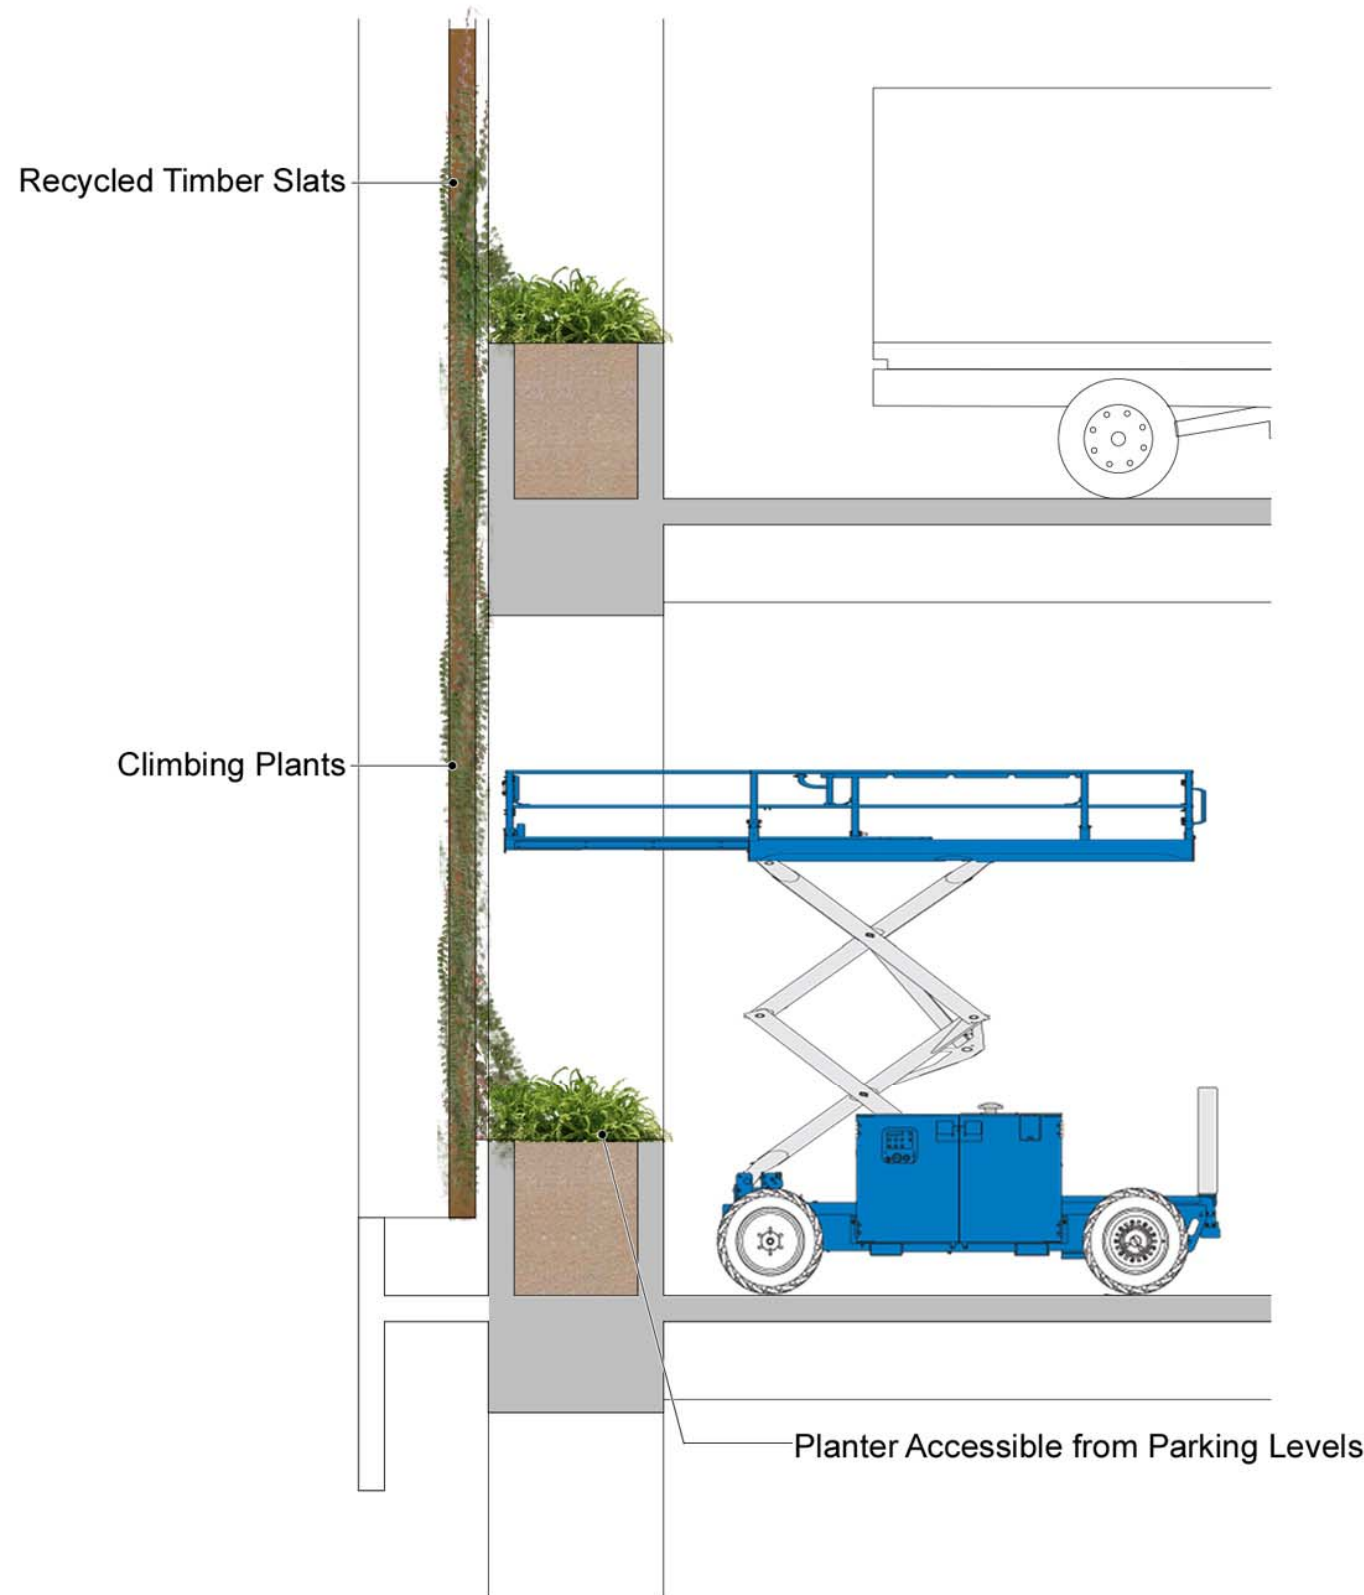 Recycled Timber Slats
Climbing Plants
Planter Accessible from Parking Levels